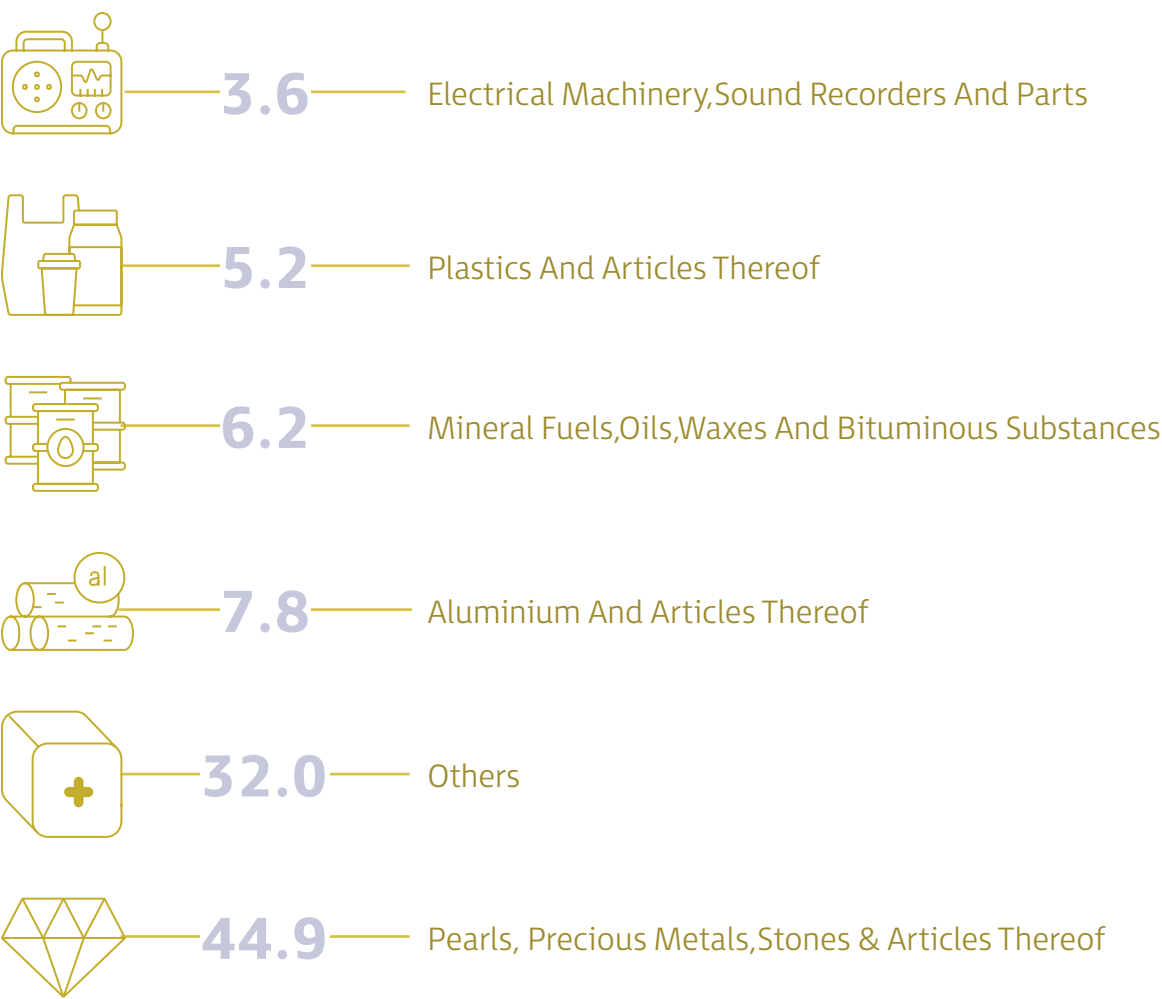 3.6 Electrical Machinery,Sound Recorders And Parts
5.2 Plastics And Articles Thereof
6.2 Mineral Fuels,Oils,Waxes And Bituminous Substances
al
7.8 Aluminium And Articles Thereof
32.0 Others
44.9 Pearls, Precious Metals,Stones & Articles Thereof